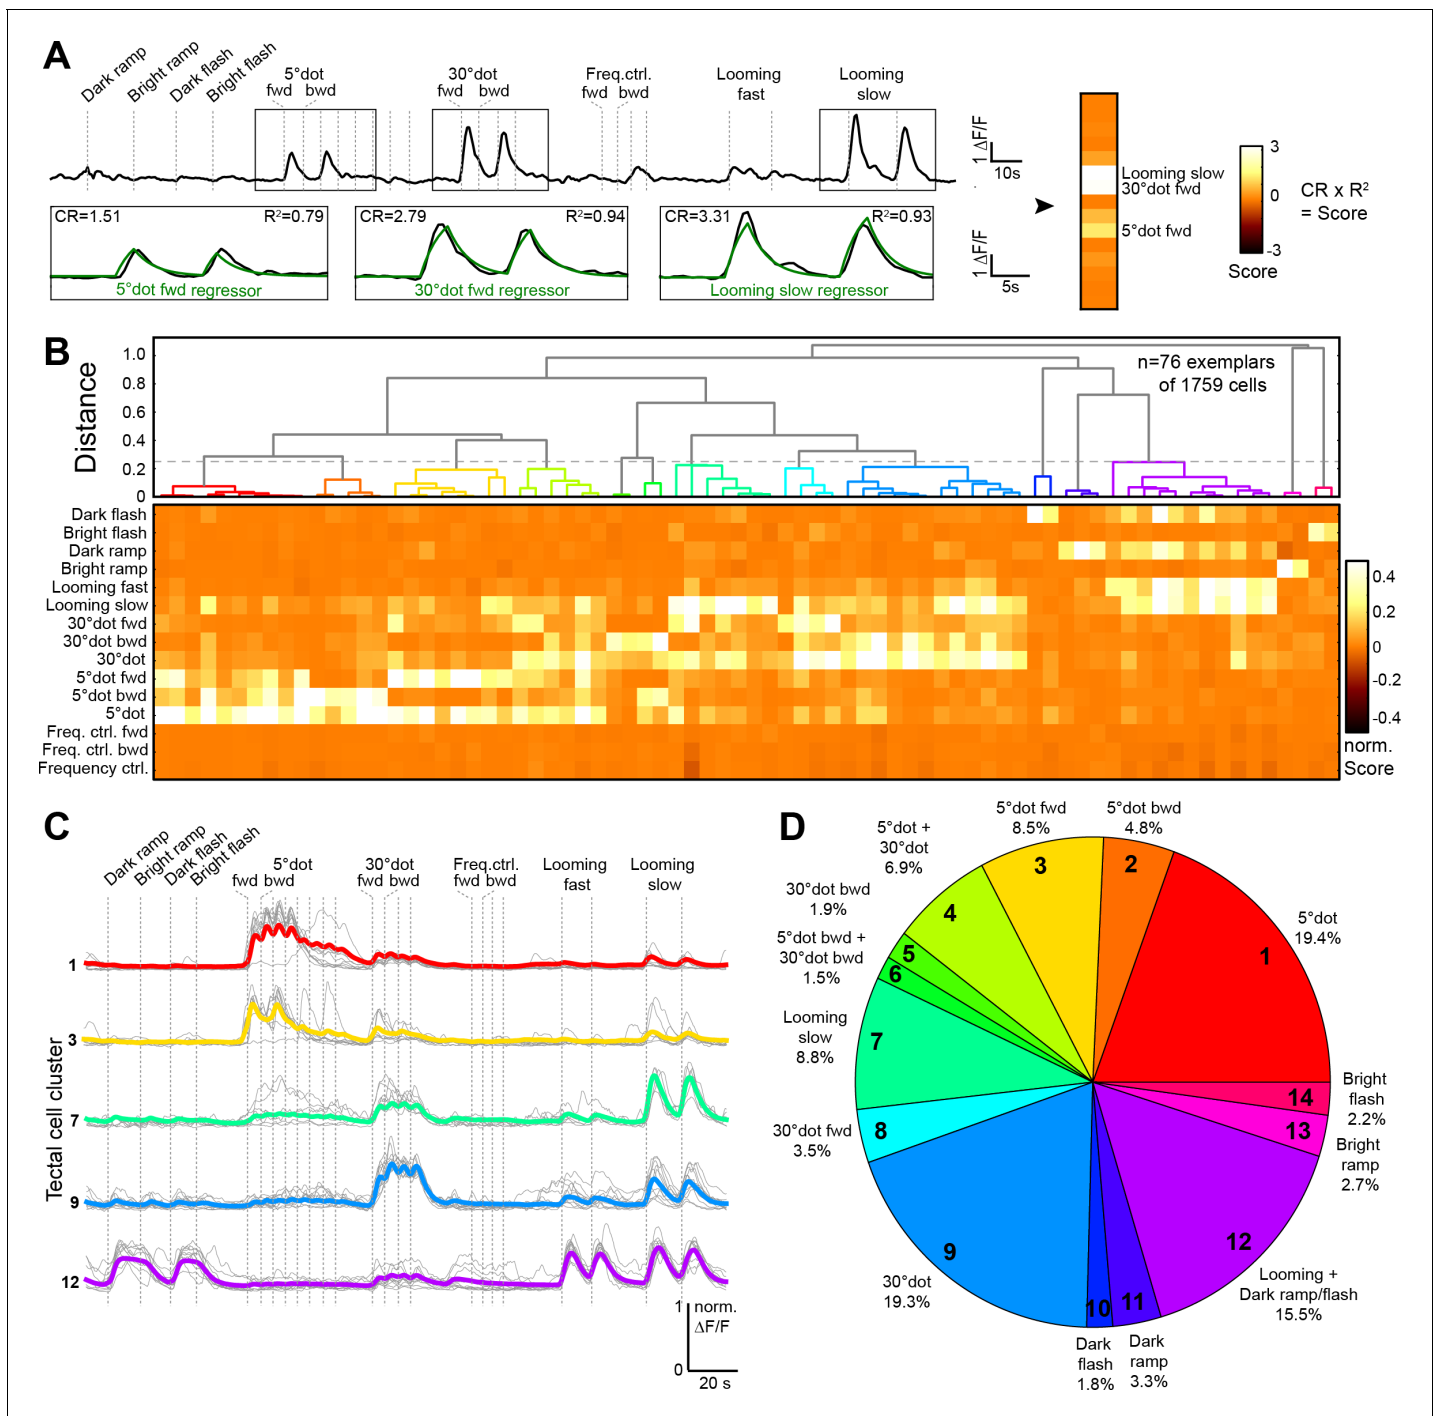 A
Dark ramp
Bright ramp
Dark flash
Bright flash
5°dot
fwd bwd
30°dot
fwd bwd
Freq.ctrl.
fwd bwd
Looming
fast
Looming
slow
1 ΔF/F
10s
CR=1.51
R²=0.79
5°dot fwd regressor
CR=2.79
R²=0.94
30°dot fwd regressor
CR=3.31
R²=0.93
Looming slow regressor
1 ΔF/F
5s
Looming slow
30°dot fwd
5°dot fwd
3
0
-3
Score
CR x R²
= Score
B
Distance
1.0
0.8
0.6
0.4
0.2
0
n=76 exemplars
of 1759 cells
Dark flash
Bright flash
Dark ramp
Bright ramp
Looming fast
Looming slow
30°dot fwd
30°dot bwd
30°dot
5°dot fwd
5°dot bwd
5°dot
Freq. ctrl. fwd
Freq. ctrl. bwd
Frequency ctrl.
0.4
0.2
0
-0.2
-0.4
norm.
Score
C
Dark ramp
Bright ramp
Dark flash
Bright flash
5°dot
fwd bwd
30°dot
fwd bwd
Freq.ctrl.
fwd bwd
Looming
fast
Looming
slow
Tectal cell cluster
1
3
7
9
12
1
norm.
ΔF/F
0
20 s
D
5°dot fwd
8.5%
5°dot bwd
4.8%
5°dot +
30°dot
6.9%
30°dot bwd
1.9%
5°dot bwd +
30°dot bwd
1.5%
Looming
slow
8.8%
30°dot fwd
3.5%
30°dot
19.3%
Dark
flash
1.8%
Dark
ramp
3.3%
Looming +
Dark ramp/flash
15.5%
Bright
ramp
2.7%
Bright
flash
2.2%
5°dot
19.4%
1
2
3
4
5
6
7
8
9
10
11
12
13
14